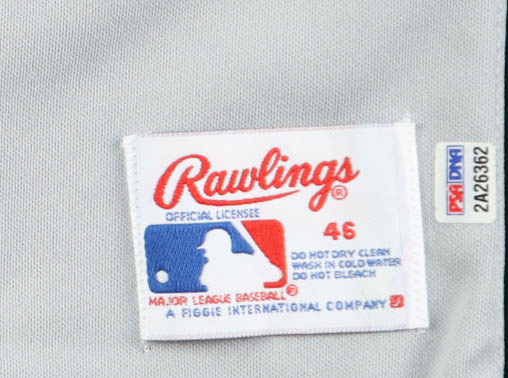 Rawlings®
OFFICIAL LICENSEE
46
DO NOT DRY CLEAN
WASH IN COLD WATER
DO NOT BLEACH
MAJOR LEAGUE BASEBALL®
A FIGGIE INTERNATIONAL COMPANY
PSA/DNA
2A26362